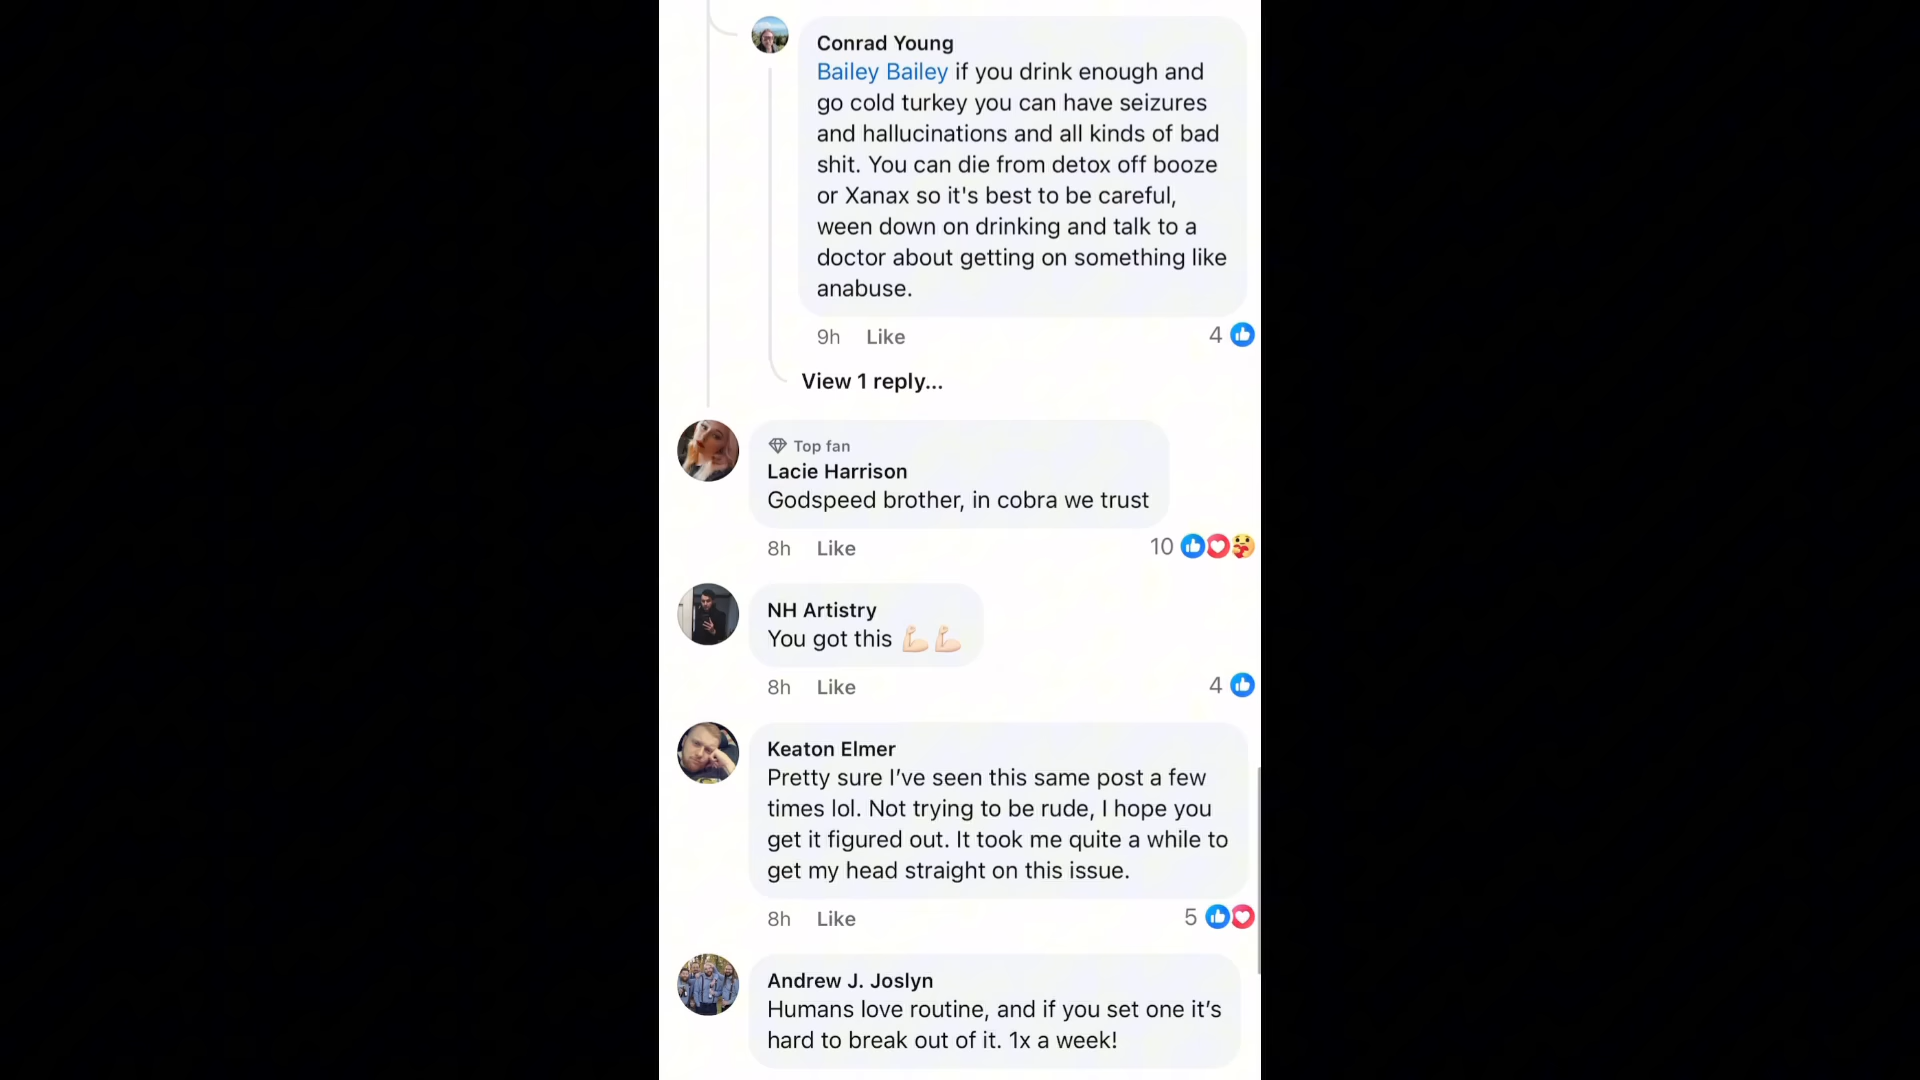 Conrad Young
Bailey Bailey if you drink enough and
go cold turkey you can have seizures
and hallucinations and all kinds of bad
shit. You can die from detox off booze
or Xanax so it's best to be careful,
ween down on drinking and talk to a
doctor about getting on something like
anabuse.
9h Like 4
View 1 reply...
Top fan
Lacie Harrison
Godspeed brother, in cobra we trust
8h Like 10
NH Artistry
You got this 💪🏻💪🏻
8h Like 4
Keaton Elmer
Pretty sure I’ve seen this same post a few
times lol. Not trying to be rude, I hope you
get it figured out. It took me quite a while to
get my head straight on this issue.
8h Like 5
Andrew J. Joslyn
Humans love routine, and if you set one it’s
hard to break out of it. 1x a week!